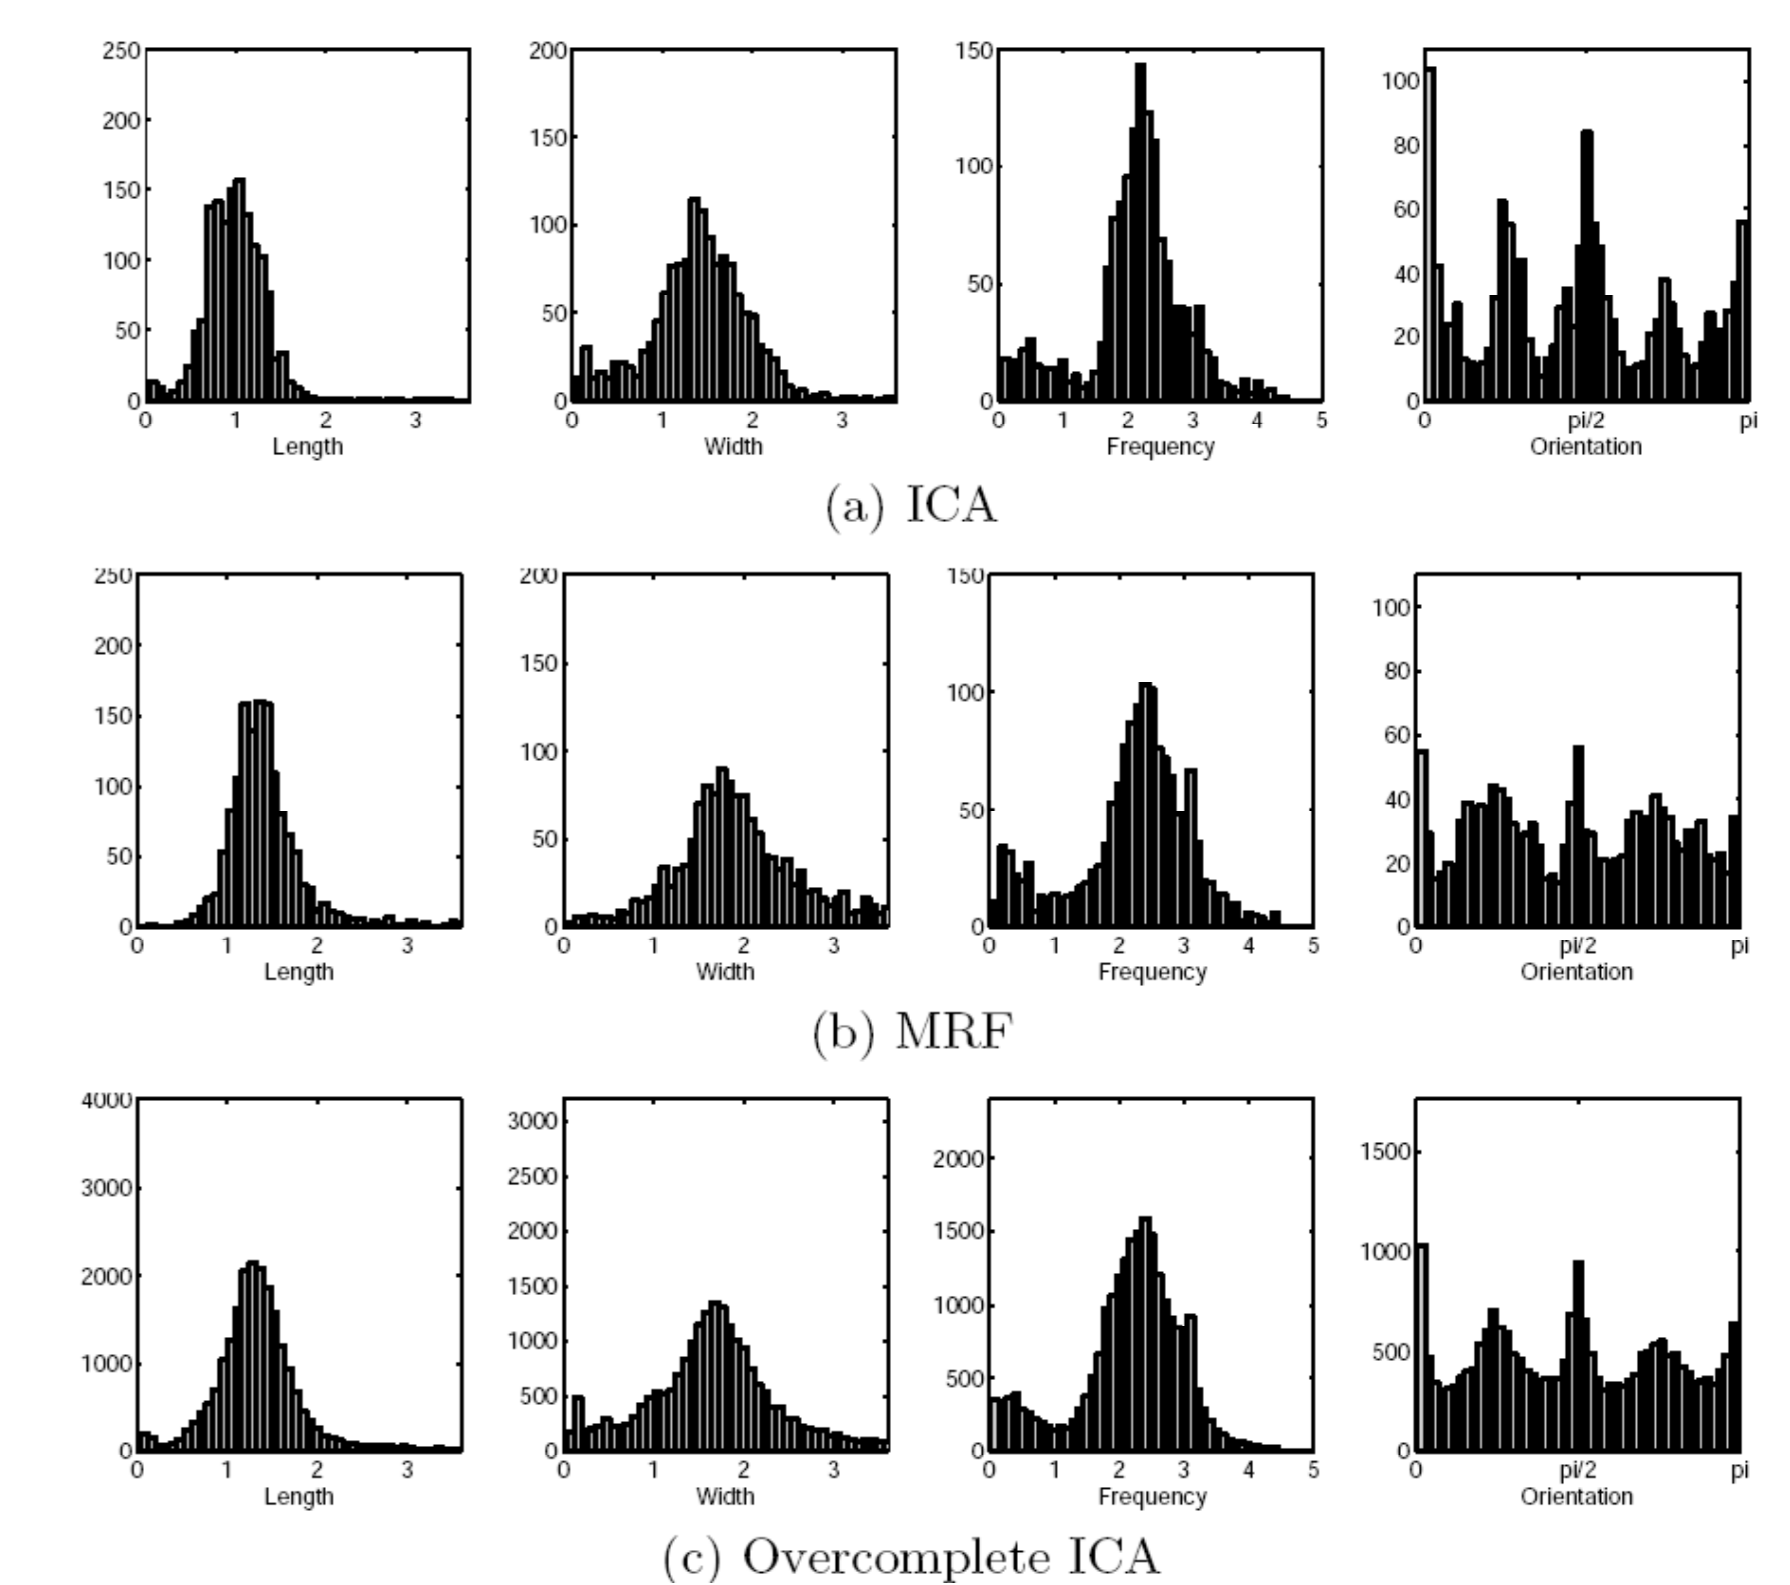 250 200 150 100 50 0
0 1 2 3
Length
200 150 100 50 0
0 1 2 3
Width
150 100 50 0
0 1 2 3 4 5
Frequency
100 80 60 40 20 0
0 pi/2 pi
Orientation
(a) ICA
250 200 150 100 50 0
0 1 2 3
Length
200 150 100 50 0
0 1 2 3
Width
150 100 50 0
0 1 2 3 4 5
Frequency
100 80 60 40 20 0
0 pi/2 pi
Orientation
(b) MRF
4000 3000 2000 1000 0
0 1 2 3
Length
3000 2500 2000 1500 1000 500 0
0 1 2 3
Width
2000 1500 1000 500 0
0 1 2 3 4 5
Frequency
1500 1000 500 0
0 pi/2 pi
Orientation
(c) Overcomplete ICA